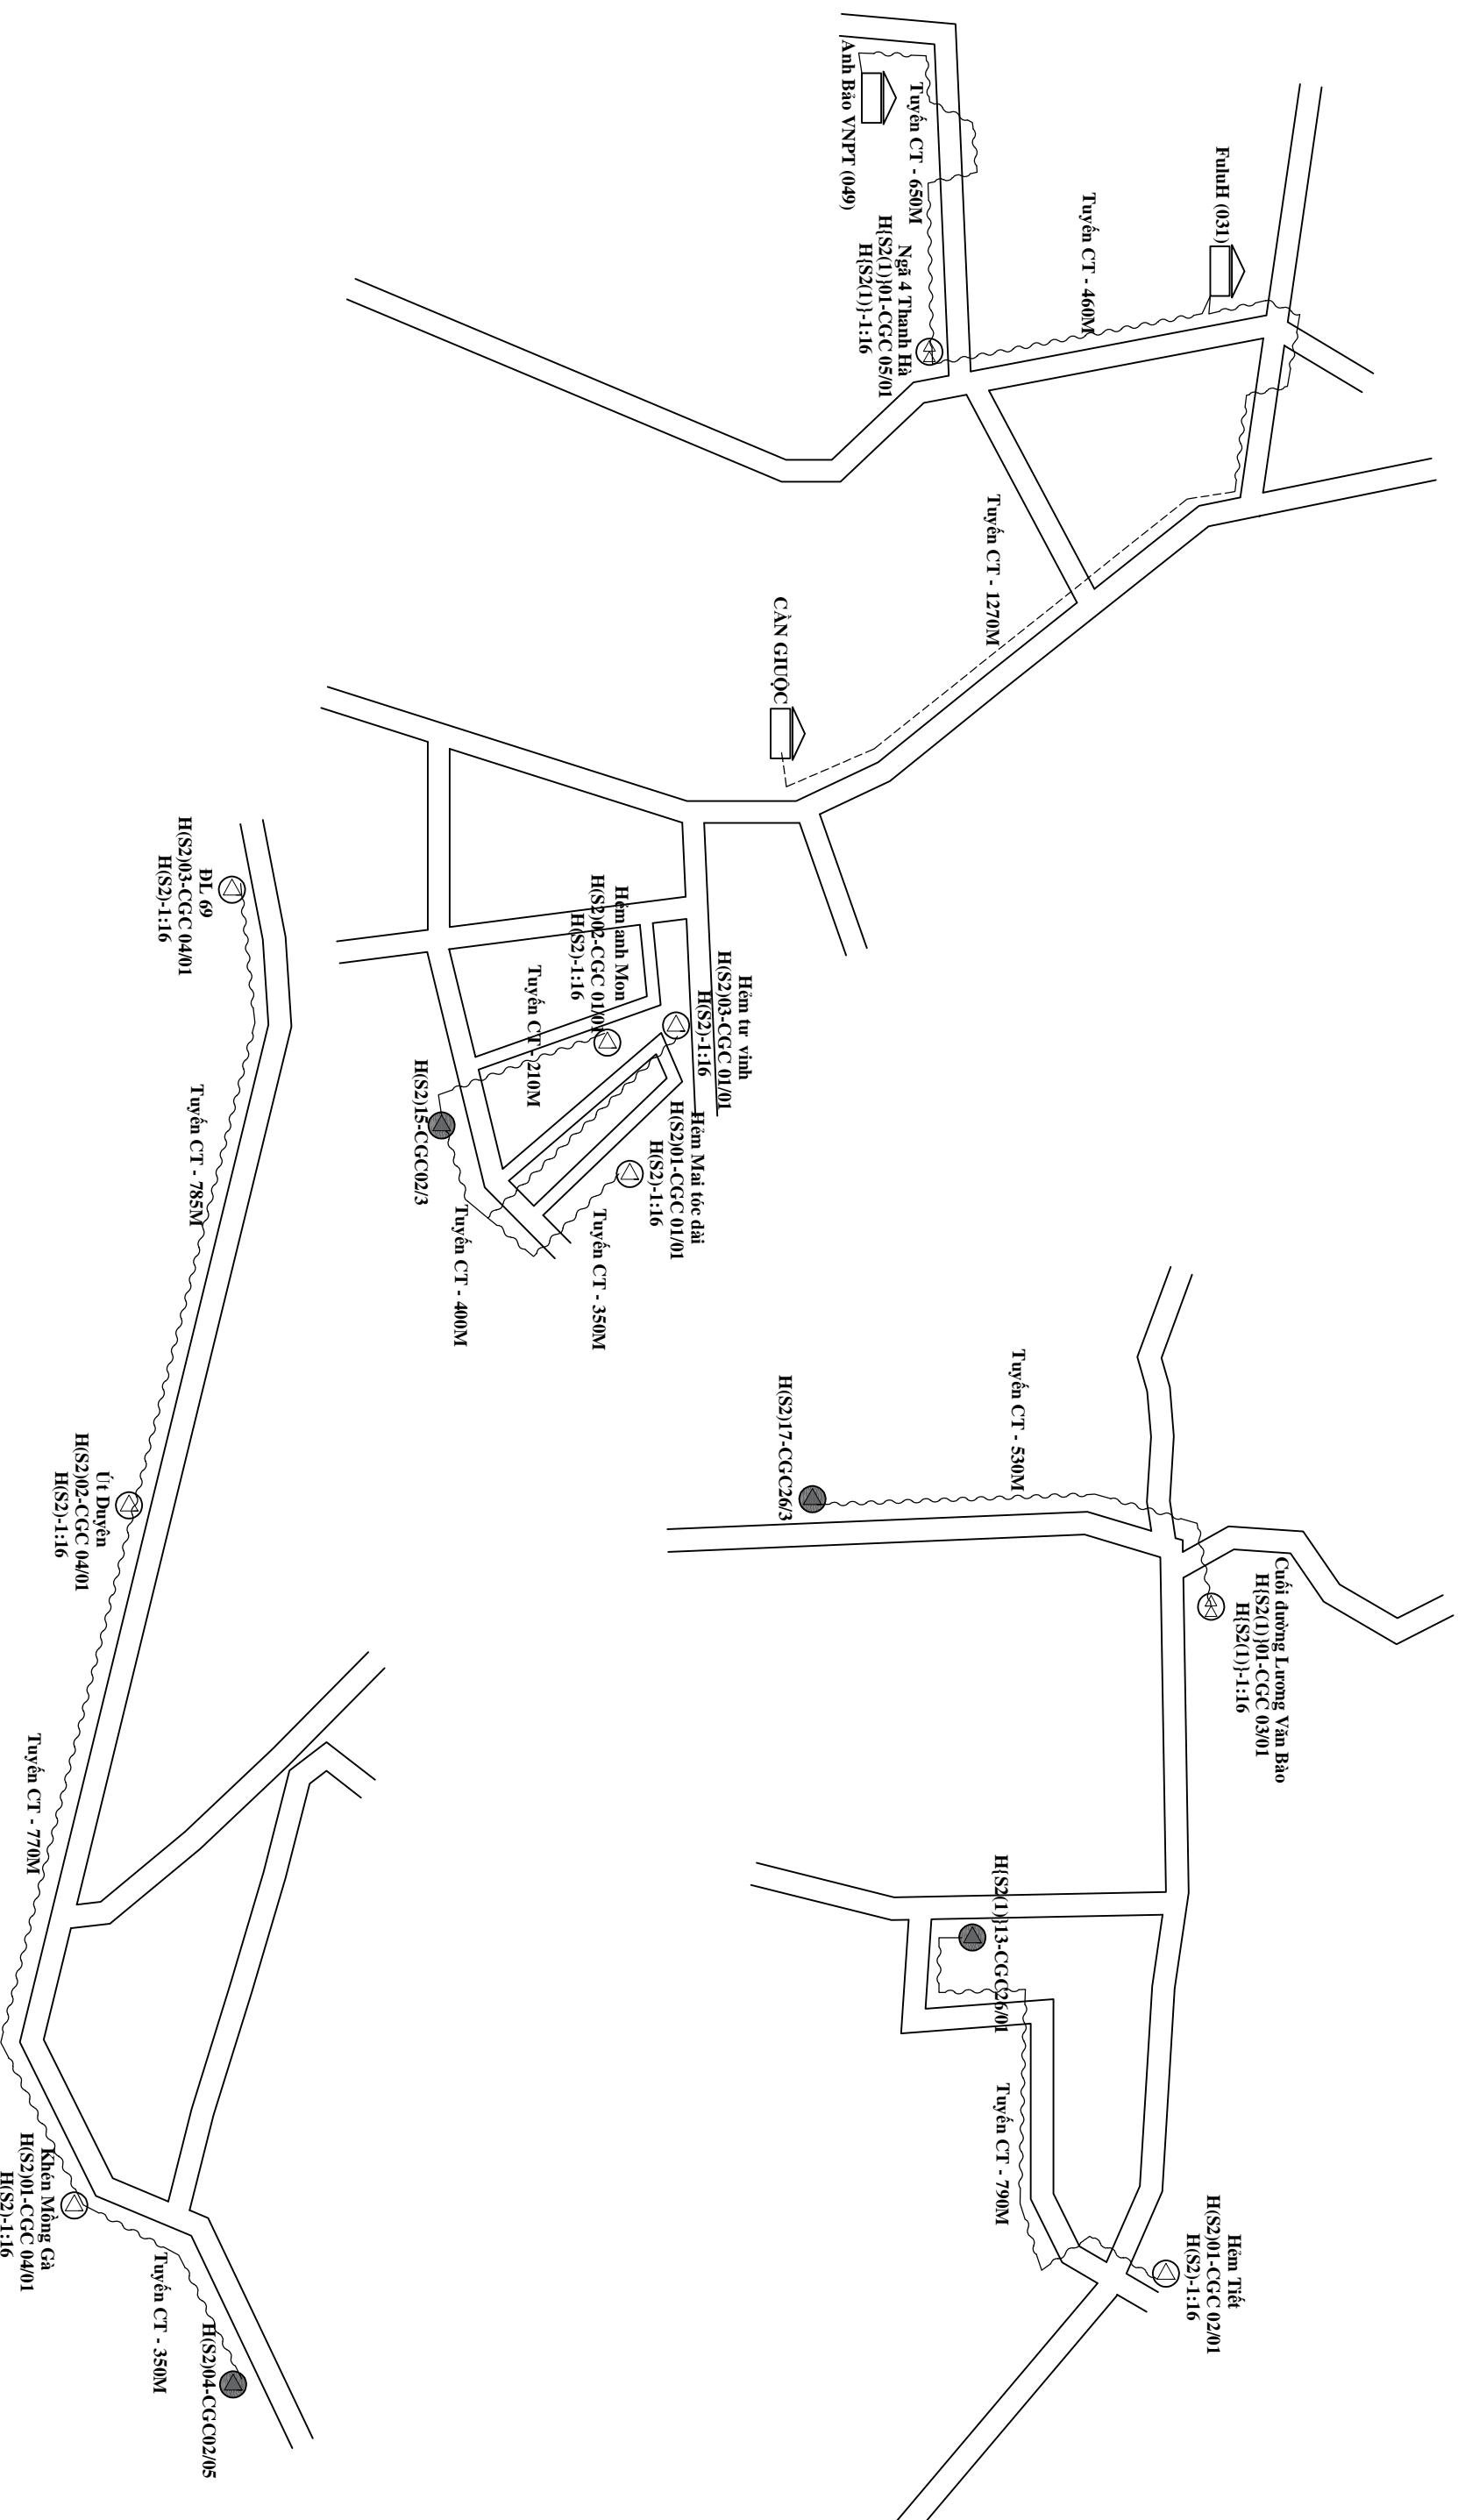 FuluH (031)
Tuyến CT - 460M
Tuyến CT - 650M
Anh Bảo VNPT (049)
Ngã 4 Thanh Hà
H{S2(1)}01-CGC 05/01
H{S2(1)}-1:16
Tuyến CT - 1270M
CẦN GIUỘC
Hẻm tư vinh
H(S2)03-CGC 01/01
H(S2)-1:16
Hẻm anh Mon
H(S2)02-CGC 01/01
H(S2)-1:16
Tuyến CT - 210M
Hẻm Mai tóc dài
H(S2)01-CGC 01/01
H(S2)-1:16
H(S2)15-CGC02/3
Tuyến CT - 350M
Tuyến CT - 400M
ĐL 69
H(S2)03-CGC 04/01
H(S2)-1:16
Tuyến CT - 785M
Út Duyên
H(S2)02-CGC 04/01
H(S2)-1:16
Tuyến CT - 770M
Khén Mồng Gà
H(S2)01-CGC 04/01
H(S2)-1:16
Tuyến CT - 350M
H(S2)04-CGC02/05
Tuyến CT - 530M
H(S2)17-CGC26/3
Cuối đường Lương Văn Bào
H{S2(1)}01-CGC 03/01
H{S2(1)}-1:16
H{S2(1)}13-CGC26/01
Tuyến CT - 790M
Hẻm Tiết
H(S2)01-CGC 02/01
H(S2)-1:16